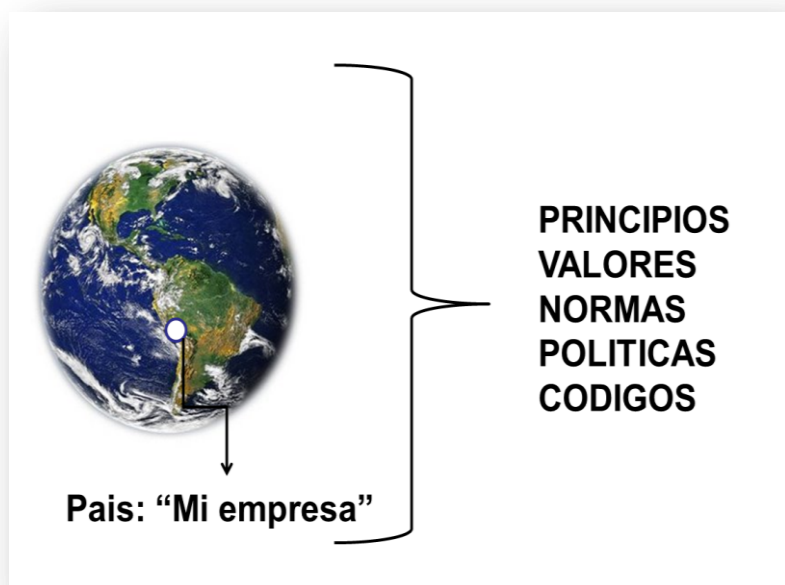 PRINCIPIOS
VALORES
NORMAS
POLITICAS
CODIGOS
Pais: “Mi empresa”